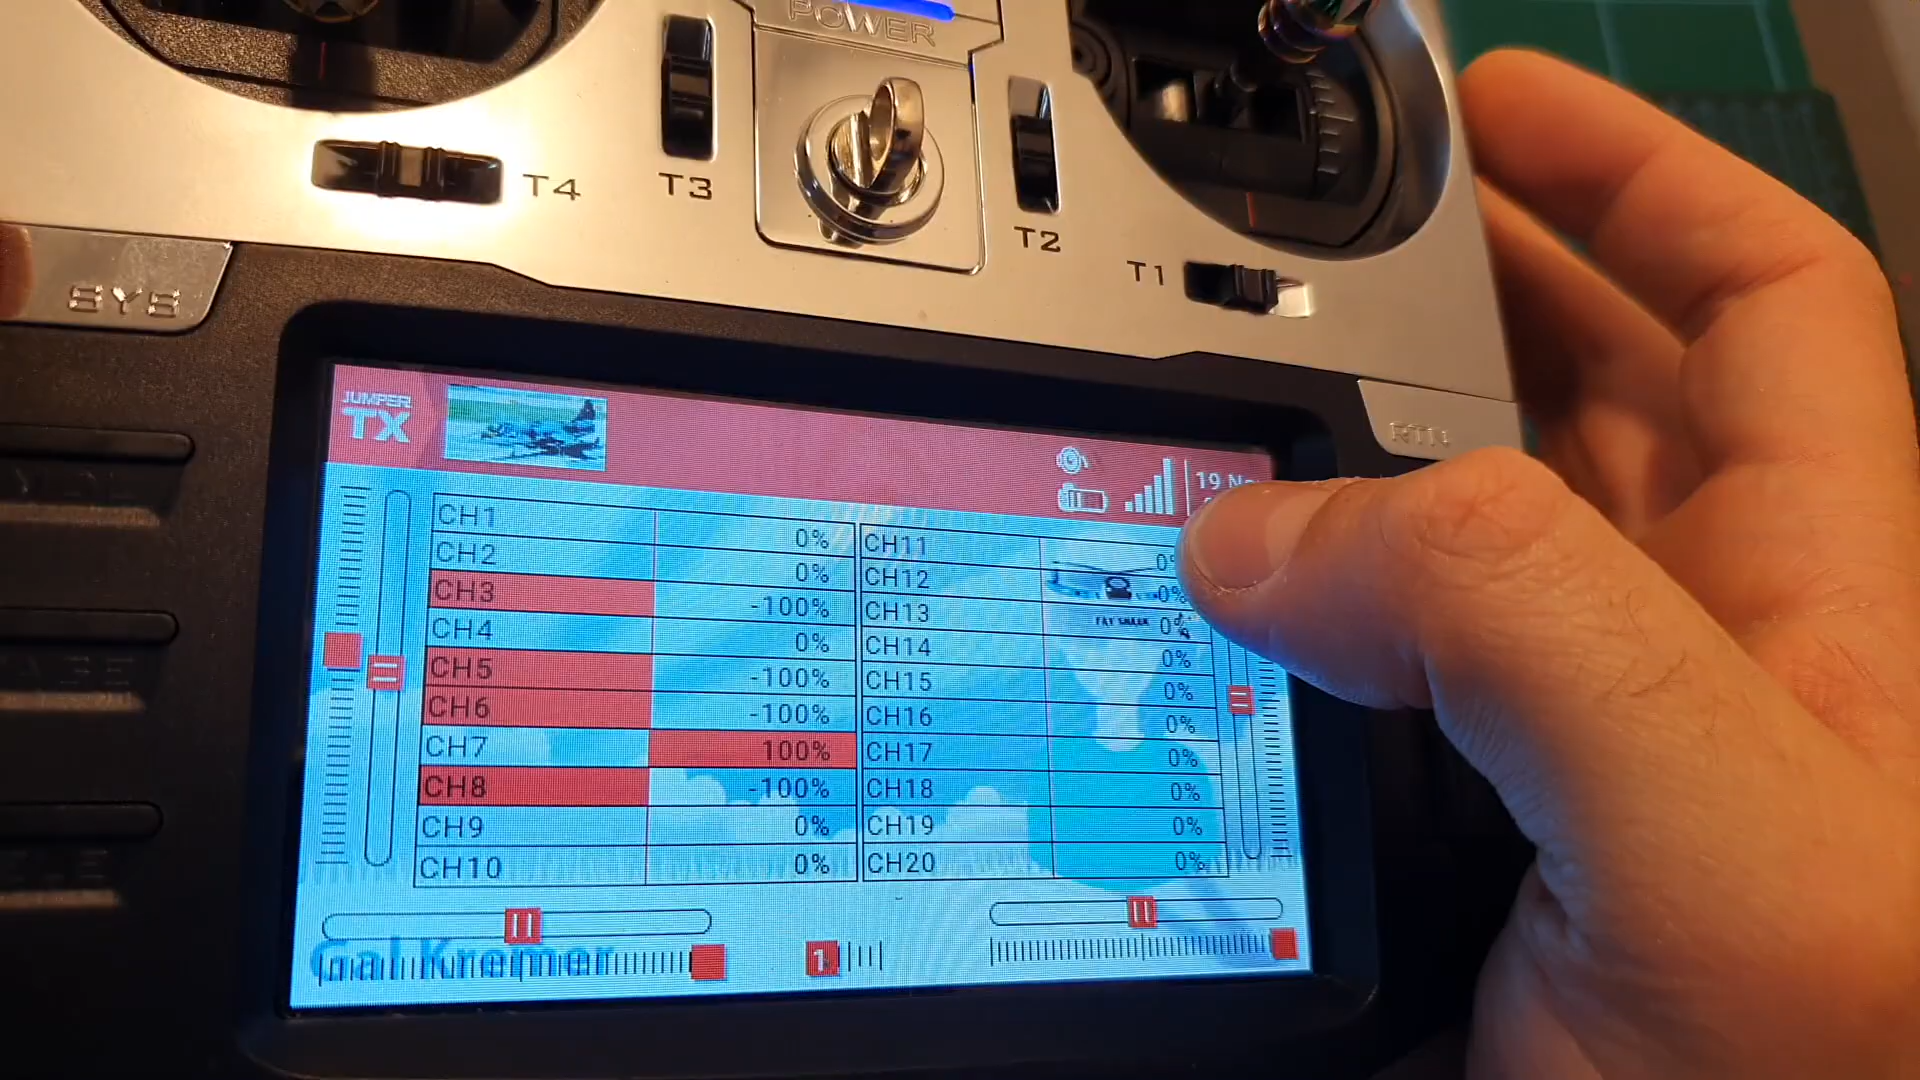 POWER
T4
T3
T2
T1
SYS
RTN
JUMPER
TX
19
CH1 0%
CH2 0%
CH3 -100%
CH4 0%
CH5 -100%
CH6 -100%
CH7 100%
CH8 -100%
CH9 0%
CH10 0%
CH11 0%
CH12 0%
CH13 0%
CH14 0%
CH15 0%
CH16 0%
CH17 0%
CH18 0%
CH19 0%
CH20 0%
FAT SHARK
Gal Kremer
1